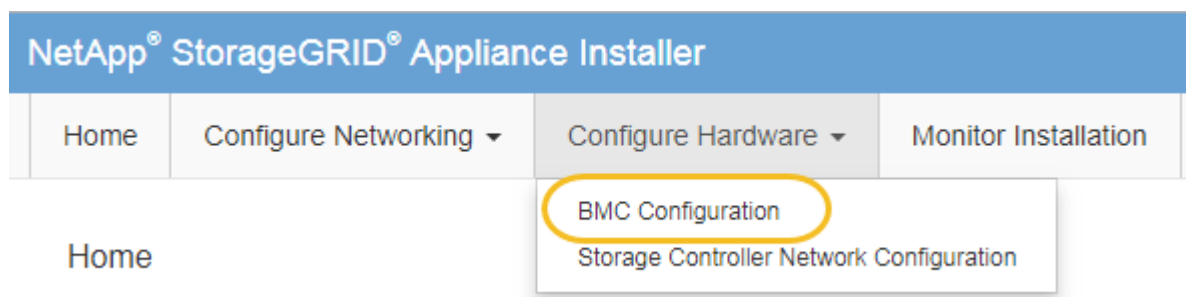 NetApp® StorageGRID® Appliance Installer
Home Configure Networking Configure Hardware Monitor Installation
BMC Configuration
Home
Storage Controller Network Configuration